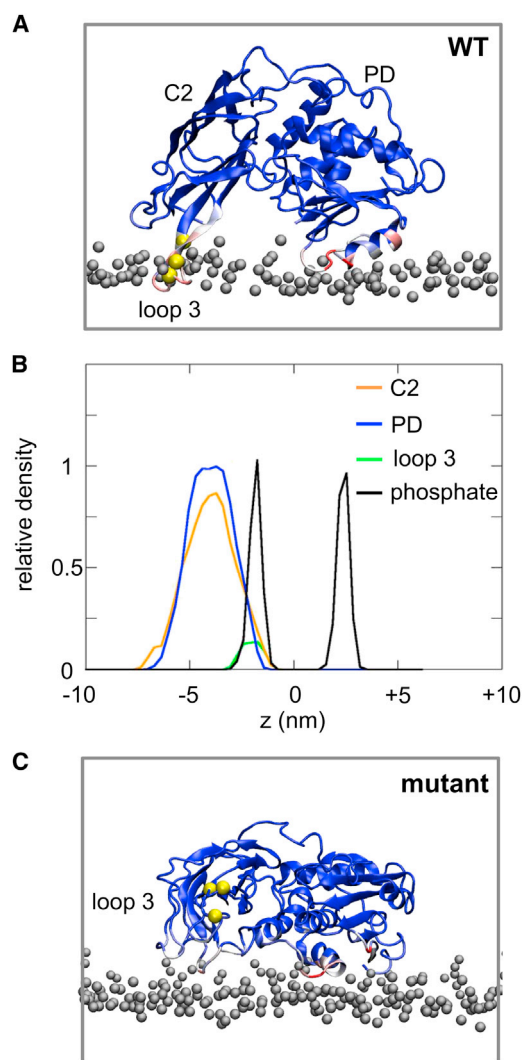 A
WT
C2
PD
loop 3
B
C2
PD
loop 3
phosphate
relative density
1
0.5
0
-10
-5
0
+5
+10
z (nm)
C
mutant
loop 3